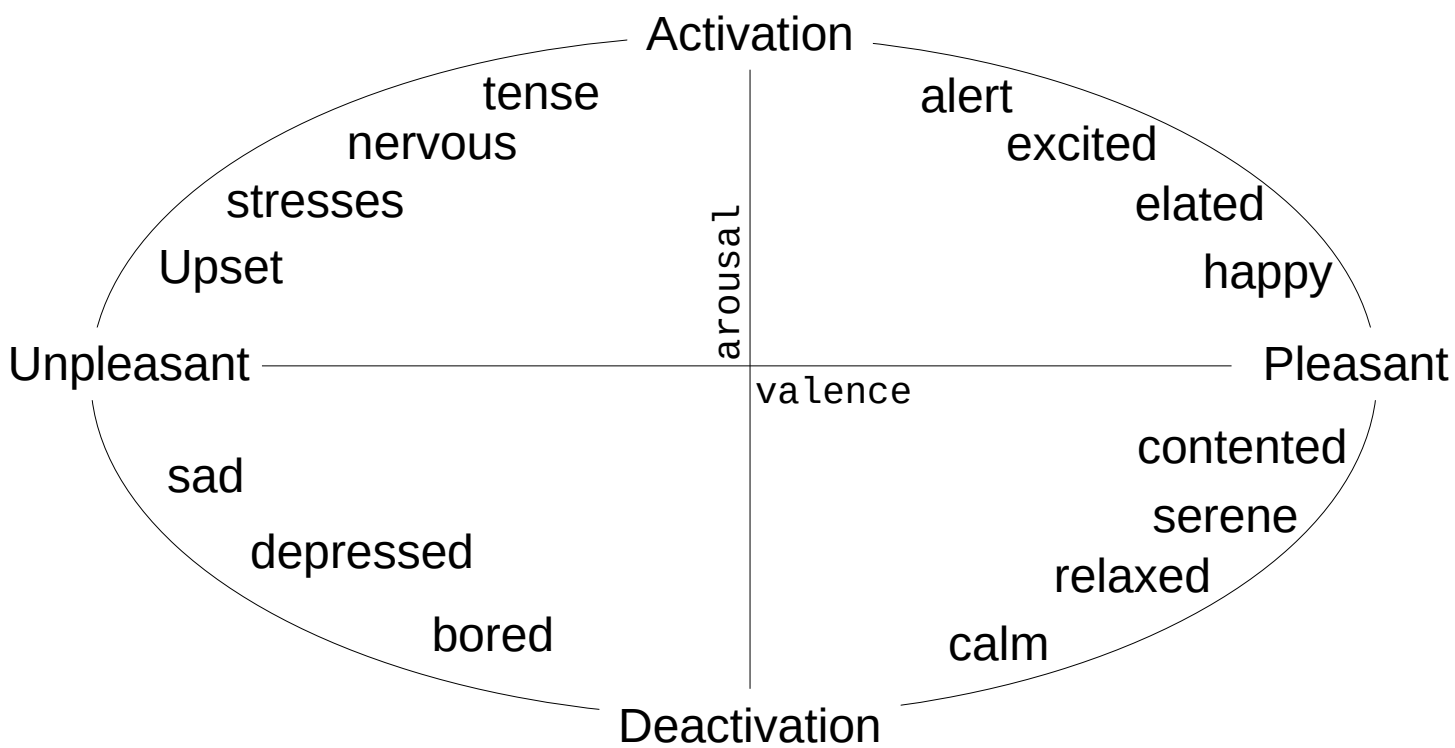 Activation
tense
alert
nervous
excited
stresses
elated
Upset
happy
arousal
Unpleasant
Pleasant
valence
contented
sad
serene
depressed
relaxed
bored
calm
Deactivation